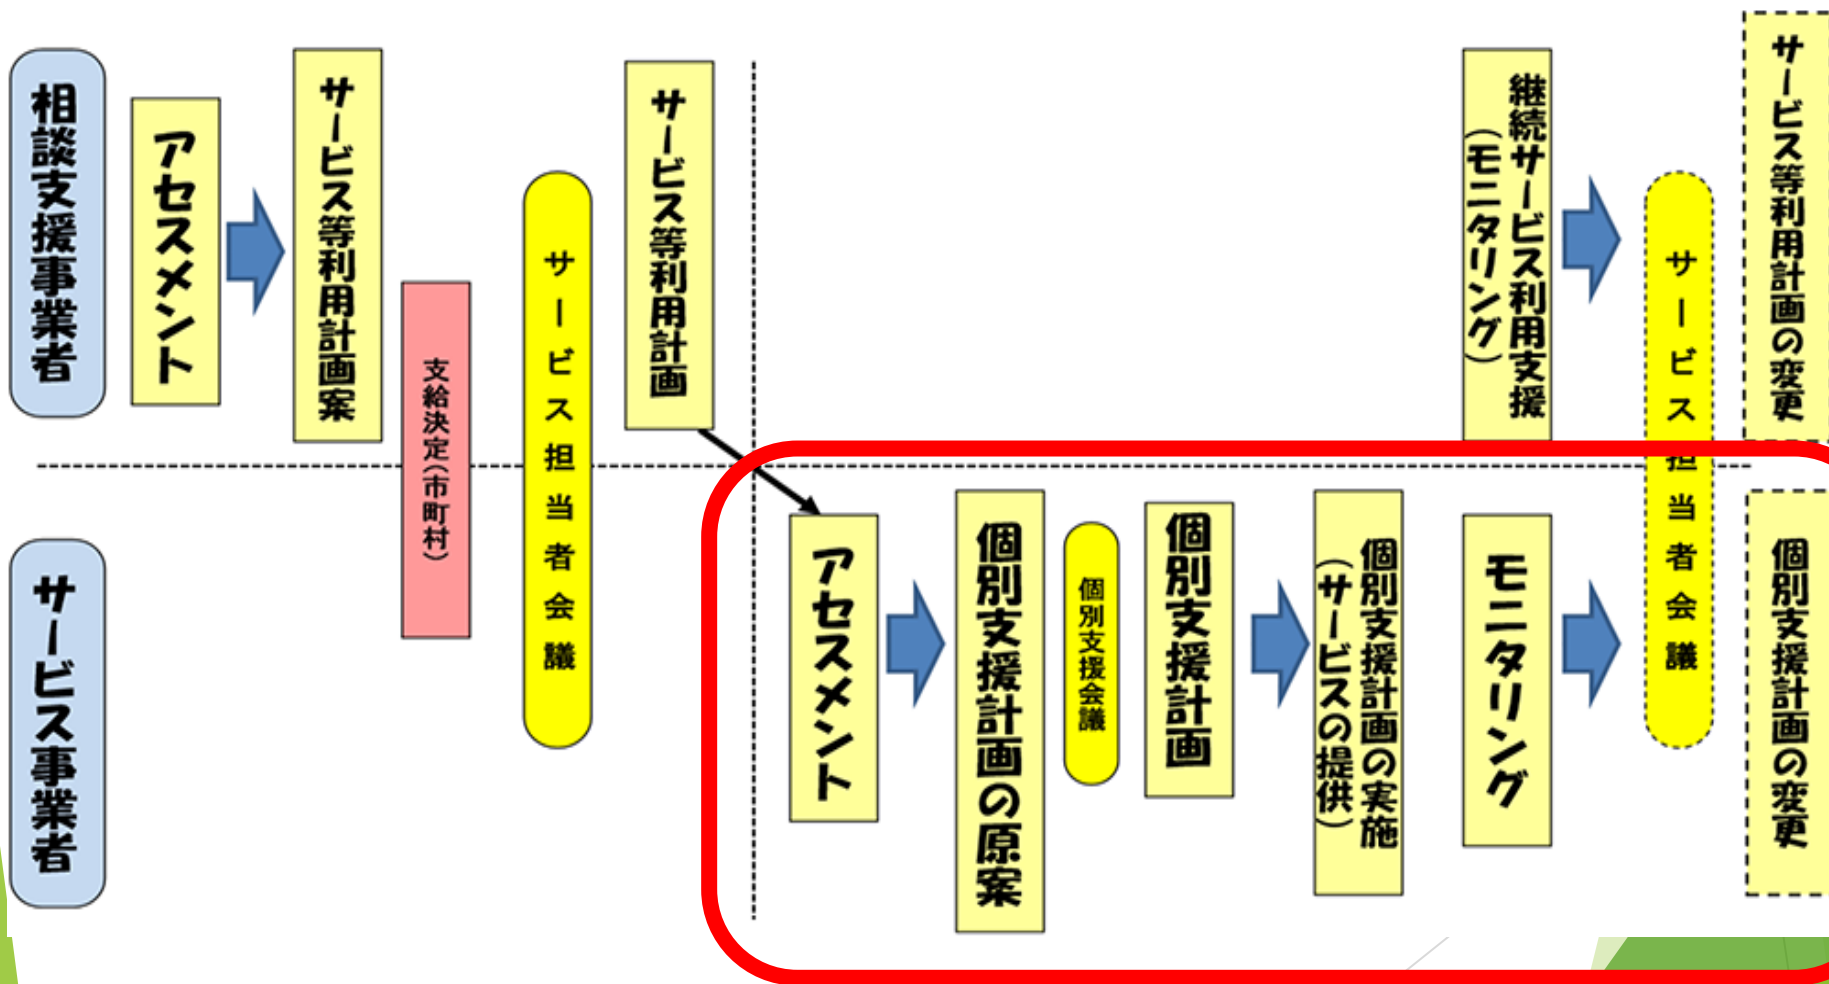 相談支援事業者
アセスメント
サービス等利用計画案
支給決定(市町村)
サービス担当者会議
サービス等利用計画
継続サービス利用支援
(モニタリング)
サービス担当者会議
サービス等利用計画の変更
サービス事業者
アセスメント
個別支援計画の原案
個別支援会議
個別支援計画
個別支援計画の実施
(サービスの提供)
モニタリング
個別支援計画の変更